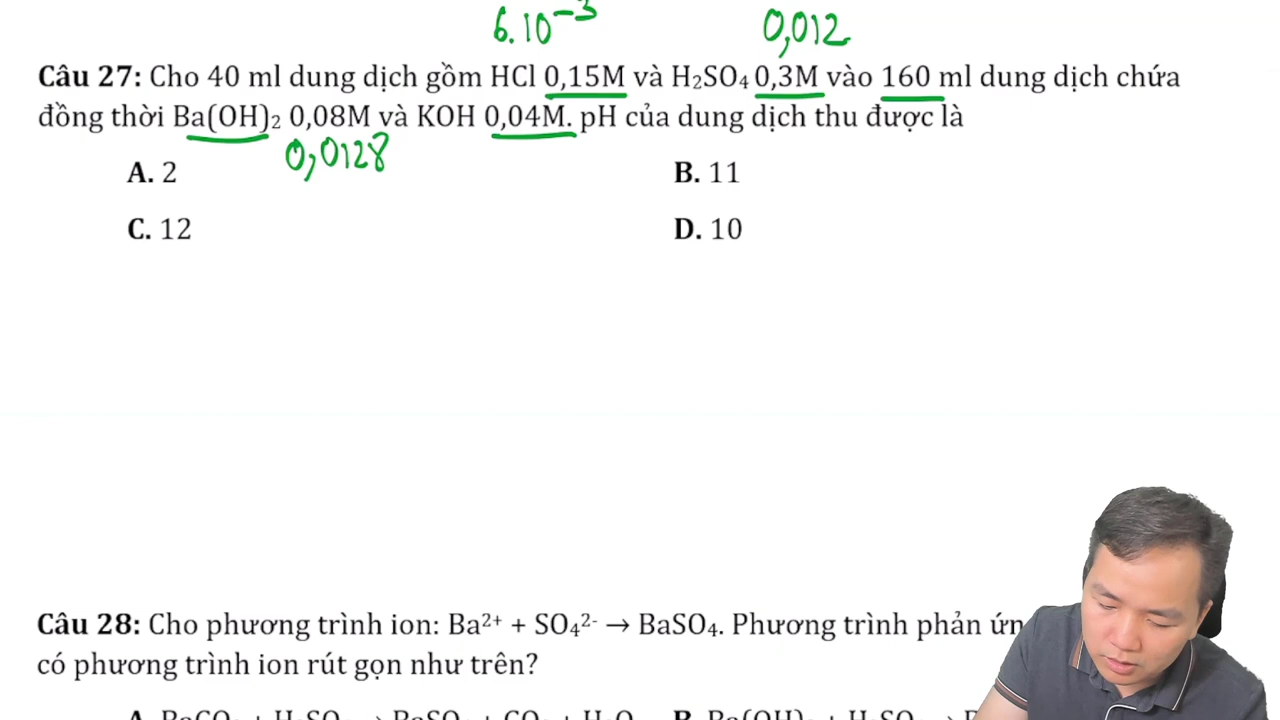 6.10⁻³ 0,012
Câu 27: Cho 40 ml dung dịch gồm HCl 0,15M và H₂SO₄ 0,3M vào 160 ml dung dịch chứa
đồng thời Ba(OH)₂ 0,08M và KOH 0,04M. pH của dung dịch thu được là
0,0128
A. 2 B. 11
C. 12 D. 10
Câu 28: Cho phương trình ion: Ba²⁺ + SO₄²⁻ → BaSO₄. Phương trình phản ứn
có phương trình ion rút gọn như trên?